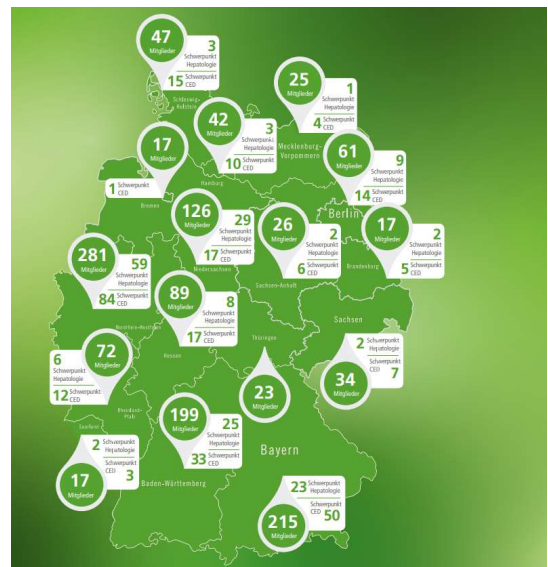 47
Mitglieder
3
Schwerpunkt
Hepatologie
15 Schwerpunkt
CED
Schleswig-
Holstein
25
Mitglieder
1
Schwerpunkt
Hepatologie
4 Schwerpunkt
CED
Mecklenburg-
Vorpommern
42
Mitglieder
3
Schwerpunkt
Hepatologie
10 Schwerpunkt
CED
Hamburg
17
Mitglieder
1 Schwerpunkt
CED
Bremen
61
Mitglieder
9
Schwerpunkt
Hepatologie
14 Schwerpunkt
CED
Berlin
126
Mitglieder
29
Schwerpunkt
Hepatologie
17 Schwerpunkt
CED
Niedersachsen
26
Mitglieder
2
Schwerpunkt
Hepatologie
6 Schwerpunkt
CED
Sachsen-Anhalt
17
Mitglieder
2
Schwerpunkt
Hepatologie
5 Schwerpunkt
CED
Brandenburg
281
Mitglieder
59
Schwerpunkt
Hepatologie
84 Schwerpunkt
CED
Nordrhein-Westfalen
89
Mitglieder
8
Schwerpunkt
Hepatologie
17 Schwerpunkt
CED
Hessen
Thüringen
23
Mitglieder
Sachsen
2 Schwerpunkt
Hepatologie
Schwerpunkt
CED 7
34
Mitglieder
72
Mitglieder
6
Schwerpunkt
Hepatologie
12 Schwerpunkt
CED
Rheinland-
Pfalz
Saarland
2 Schwerpunkt
Hepatologie
Schwerpunkt
CED 3
17
Mitglieder
199
Mitglieder
25
Schwerpunkt
Hepatologie
33 Schwerpunkt
CED
Baden-Württemberg
Bayern
23 Schwerpunkt
Hepatologie
Schwerpunkt
CED 50
215
Mitglieder